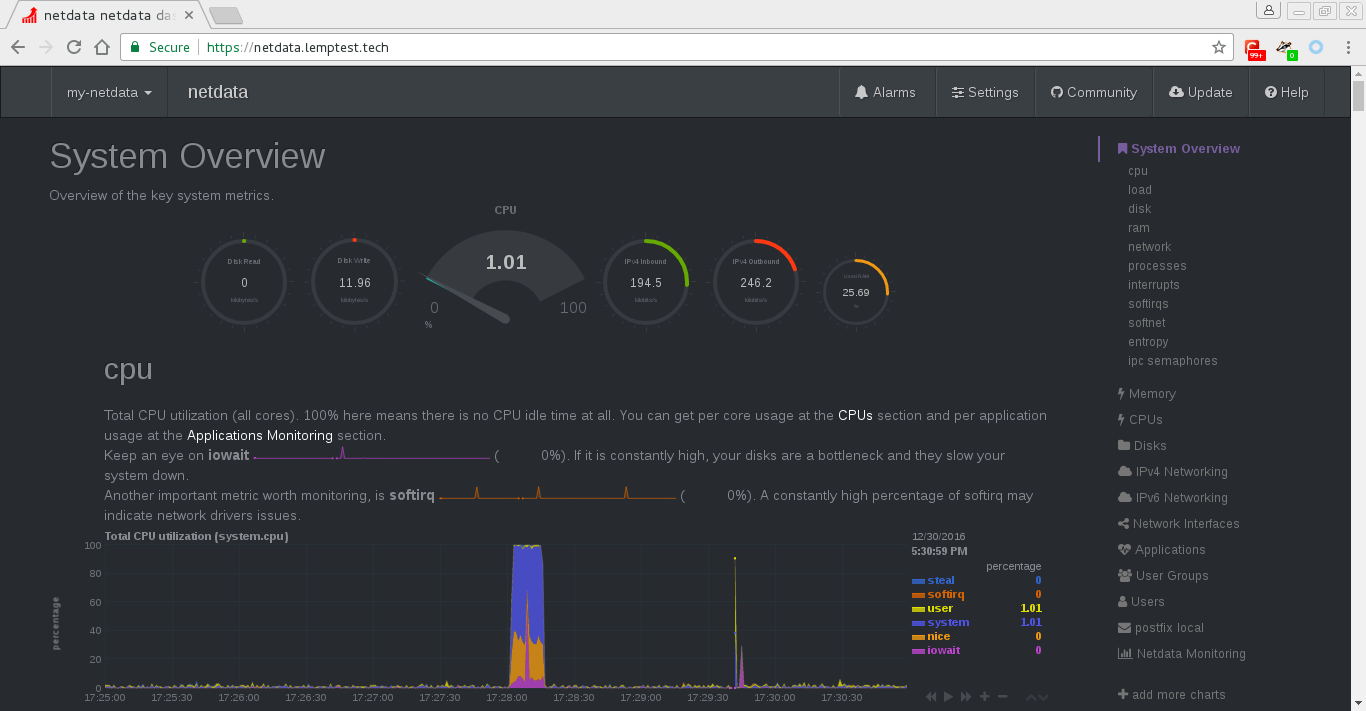 netdata netdata da
Secure https://netdata.lemptest.tech
99+
0
my-netdata
netdata
Alarms
Settings
Community
Update
Help
System Overview
Overview of the key system metrics.
CPU
Disk Read
0
kilobytes/s
Disk Write
11.96
kilobytes/s
1.01
0
100
%
IPv4 Inbound
194.5
kilobits/s
IPv4 Outbound
246.2
kilobits/s
Used RAM
25.69
%
cpu
Total CPU utilization (all cores). 100% here means there is no CPU idle time at all. You can get per core usage at the CPUs section and per application
usage at the Applications Monitoring section.
Keep an eye on iowait ( 0%). If it is constantly high, your disks are a bottleneck and they slow your
system down.
Another important metric worth monitoring, is softirq ( 0%). A constantly high percentage of softirq may
indicate network drivers issues.
Total CPU utilization (system.cpu)
percentage
100
80
60
40
20
0
17:25:00 17:25:30 17:26:00 17:26:30 17:27:00 17:27:30 17:28:00 17:28:30 17:29:00 17:29:30 17:30:00 17:30:30
12/30/2016
5:30:59 PM
percentage
steal 0
softirq 0
user 1.01
system 1.01
nice 0
iowait 0
System Overview
cpu
load
disk
ram
network
processes
interrupts
softirqs
softnet
entropy
ipc semaphores
Memory
CPUs
Disks
IPv4 Networking
IPv6 Networking
Network Interfaces
Applications
User Groups
Users
postfix local
Netdata Monitoring
add more charts